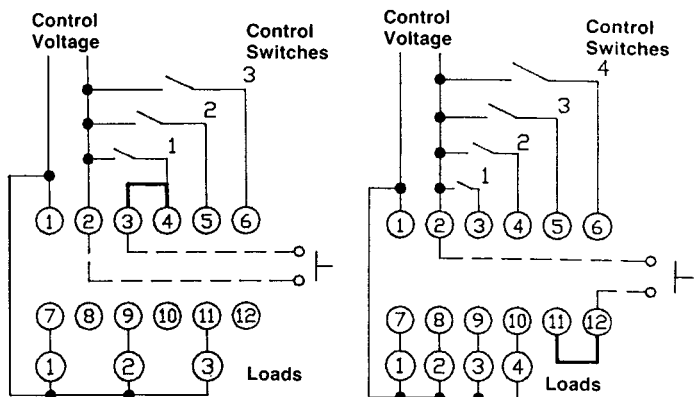 Control
Voltage
Control
Switches
3
2
1
1 2 3 4 5 6
7 8 9 10 11 12
1 2 3
Loads
Control
Voltage
Control
Switches
4
3
2
1
1 2 3 4 5 6
7 8 9 10 11 12
1 2 3 4
Loads